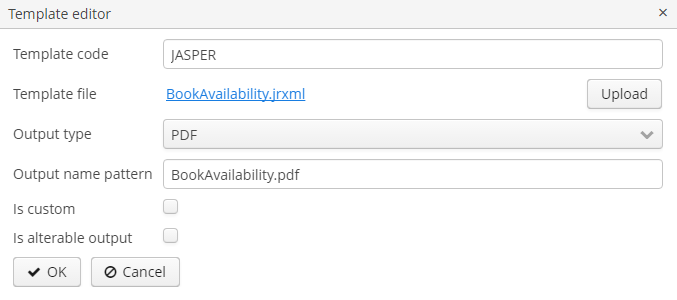 Template editor ×
Template code JASPER
Template file BookAvailability.jrxml Upload
Output type PDF
Output name pattern BookAvailability.pdf
Is custom
Is alterable output
OK Cancel